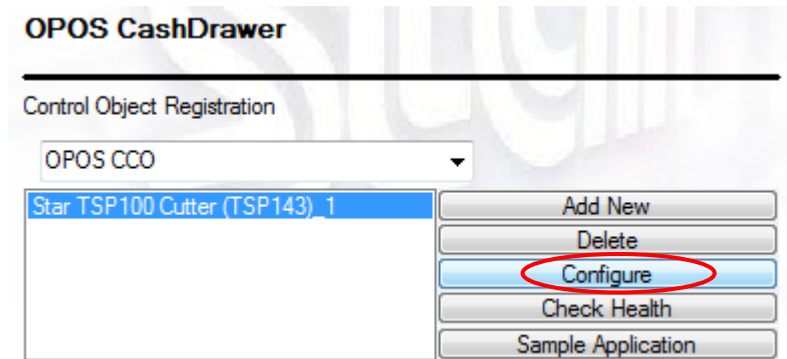 OPOS CashDrawer
Control Object Registration
OPOS CCO
Star TSP100 Cutter (TSP143)_1
Add New
Delete
Configure
Check Health
Sample Application